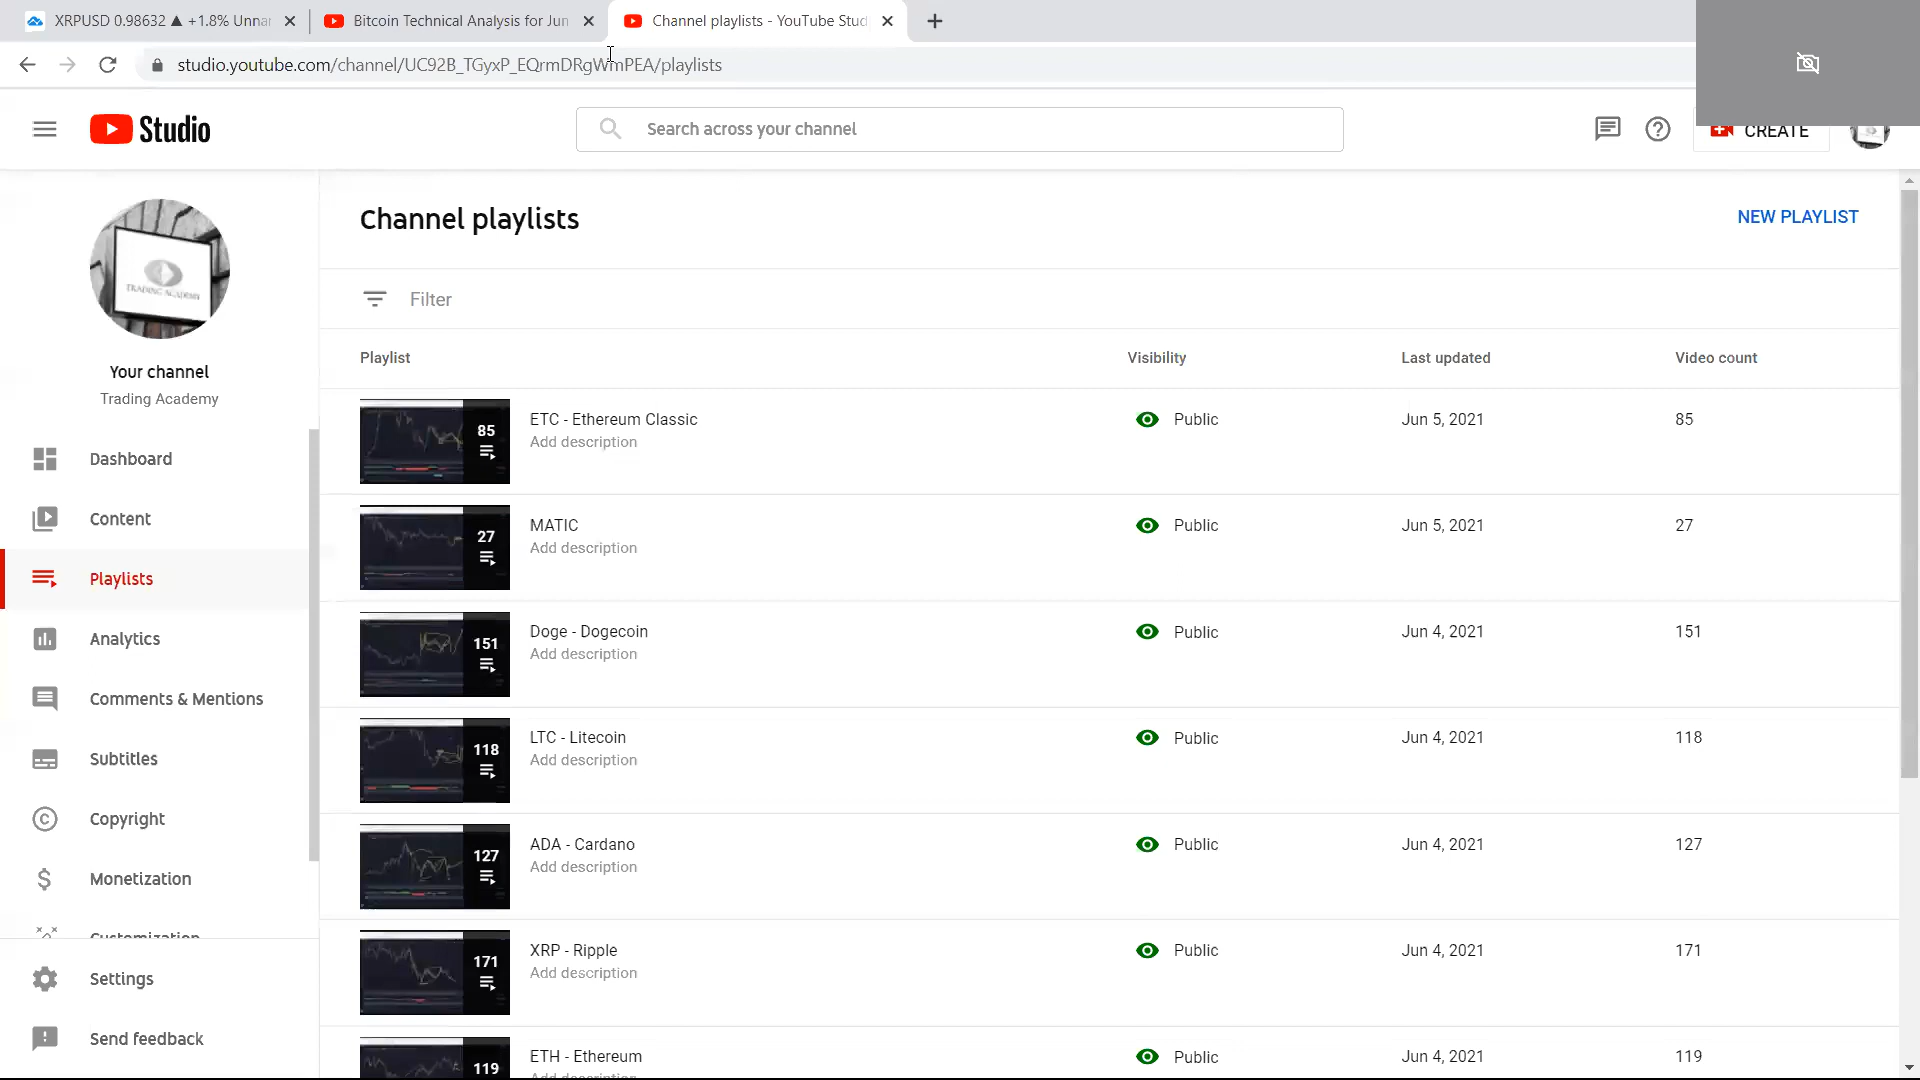 XRPUSD 0.98632 ▲ +1.8% Unnar
Bitcoin Technical Analysis for Jun
Channel playlists - YouTube Stud
studio.youtube.com/channel/UC92B_TGyxP_EQrmDRgWmPEA/playlists
Studio
Search across your channel
CREATE
TRADING ACADEMY
Your channel
Trading Academy
Dashboard
Content
Playlists
Analytics
Comments & Mentions
Subtitles
Copyright
Monetization
Customization
Settings
Send feedback
Channel playlists
NEW PLAYLIST
Filter
Playlist Visibility Last updated Video count
85 ETC - Ethereum Classic Public Jun 5, 2021 85
Add description
27 MATIC Public Jun 5, 2021 27
Add description
151 Doge - Dogecoin Public Jun 4, 2021 151
Add description
118 LTC - Litecoin Public Jun 4, 2021 118
Add description
127 ADA - Cardano Public Jun 4, 2021 127
Add description
171 XRP - Ripple Public Jun 4, 2021 171
Add description
119 ETH - Ethereum Public Jun 4, 2021 119
Add description